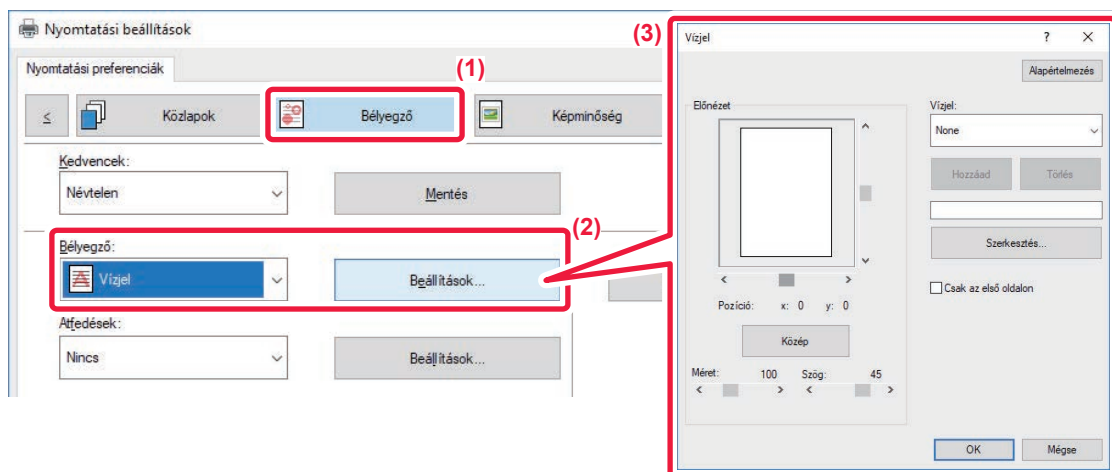 Nyomtatási beállítások
Nyomtatási preferenciák
(1)
≤
Közlapok
Bélyegző
Képminőség
Kedvencek:
Névtelen
Mentés
(2)
Bélyegző:
Vízjel
Beállítások...
Átfedések:
Nincs
Beállítások...
(3)
Vízjel
?
Alapértelmezés
Előnézet
Vízjel:
None
Hozzáad
Törlés
Szerkesztés...
Csak az első oldalon
Pozíció: x: 0 y: 0
Közép
Méret: 100 Szög: 45
OK
Mégse